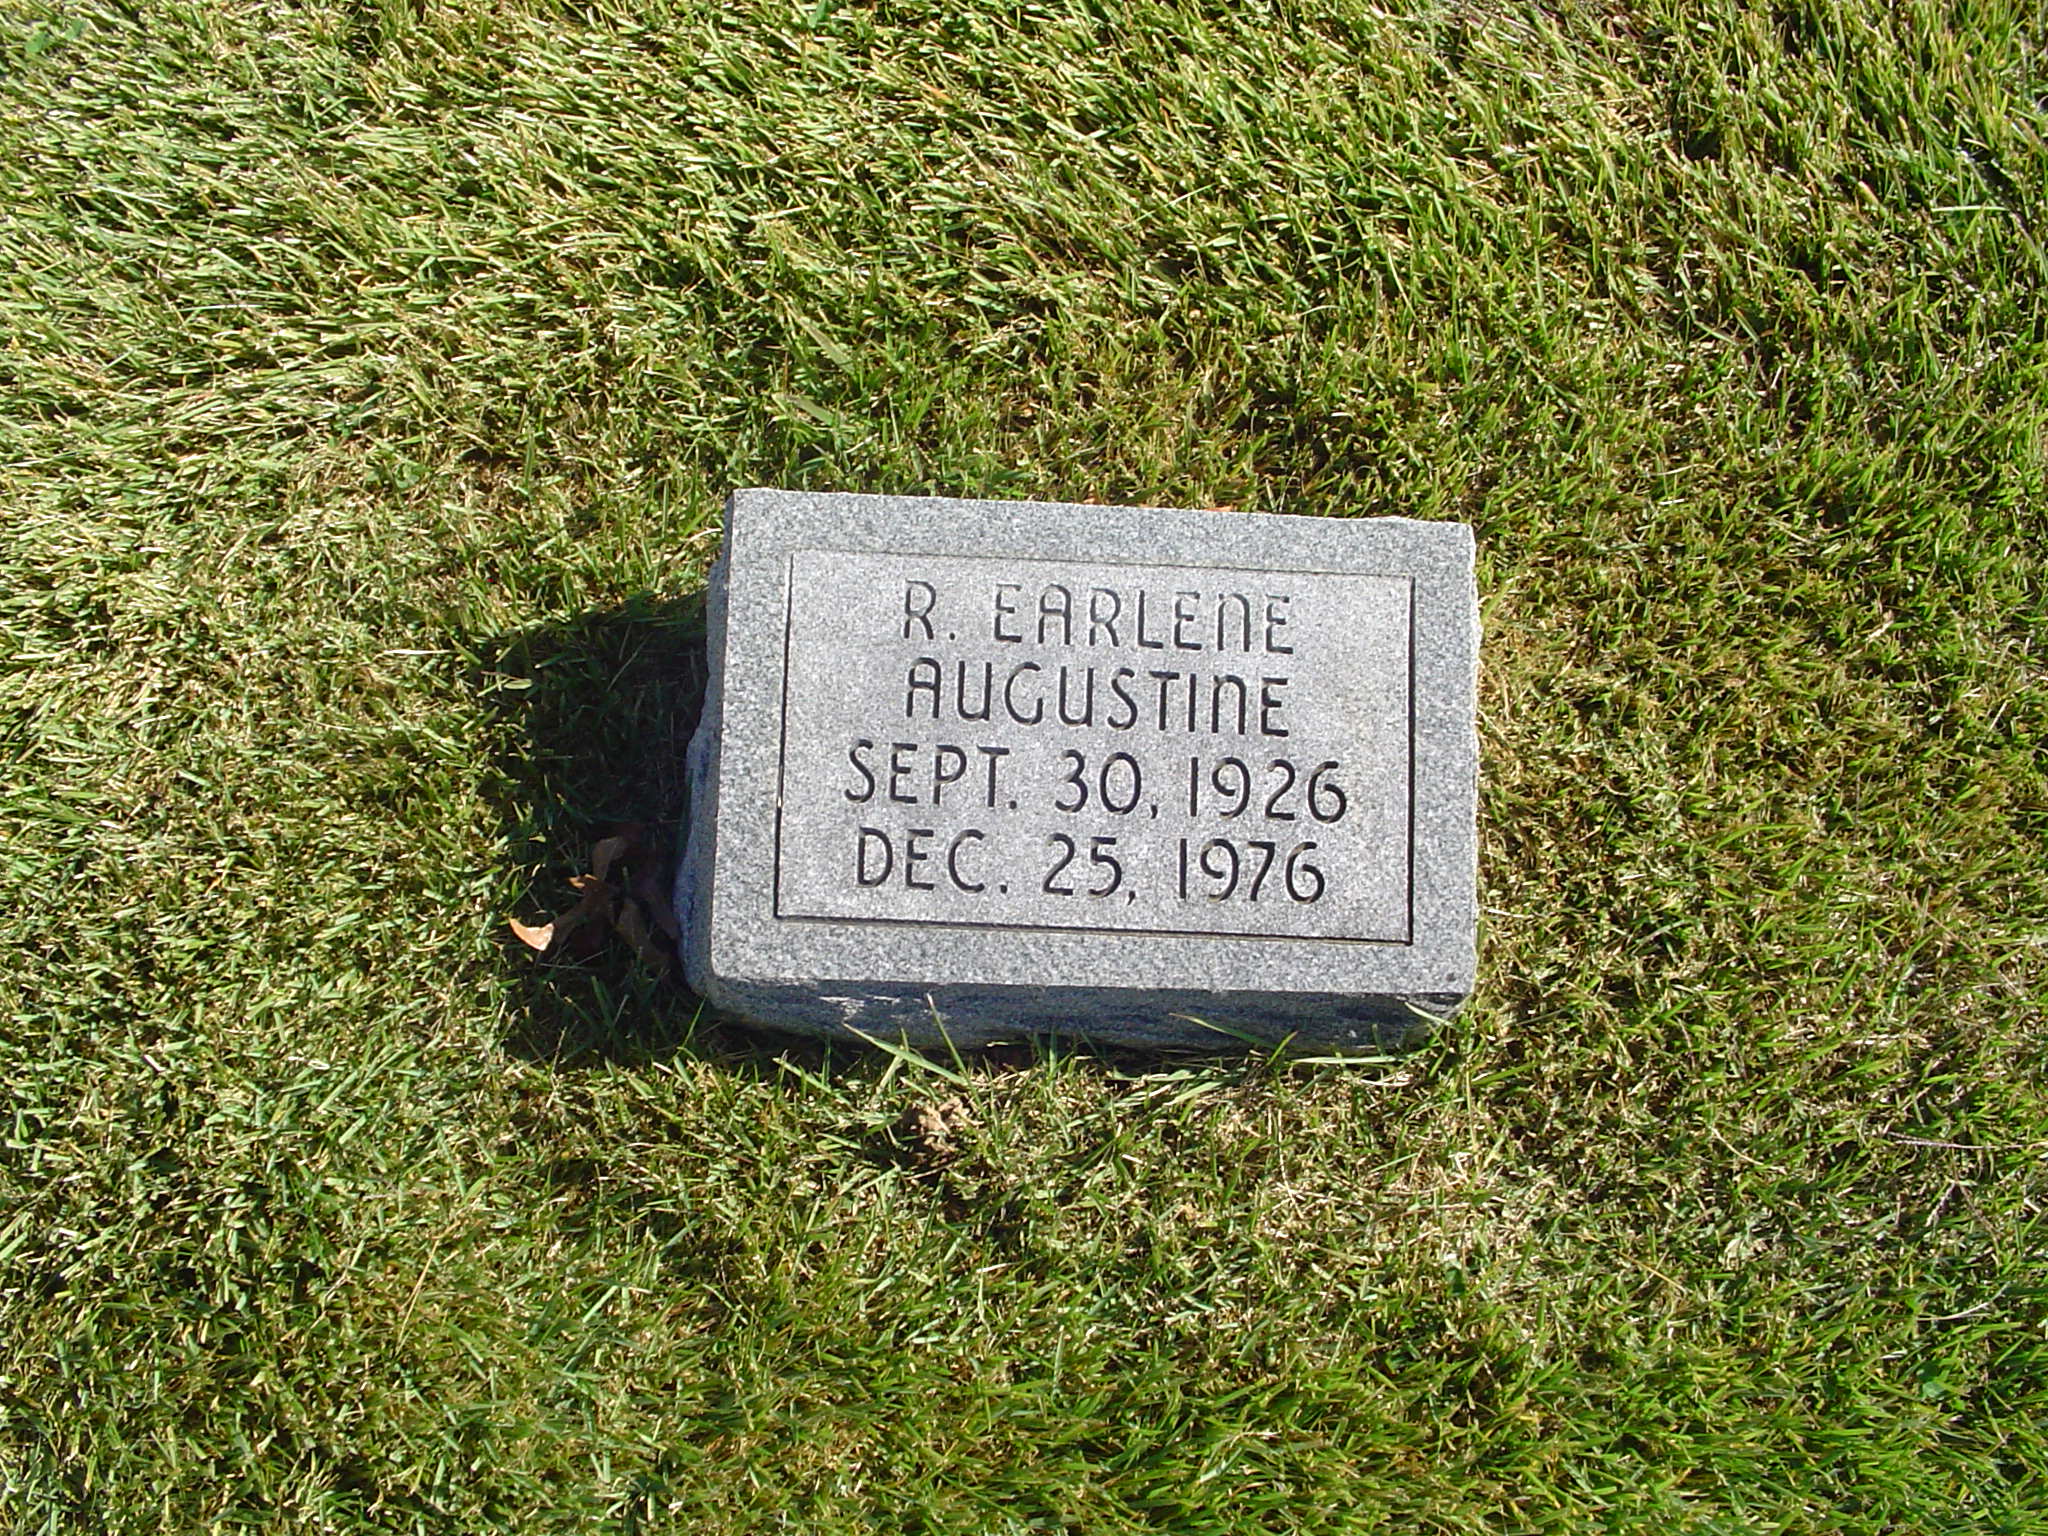 R. EARLENE
AUGUSTINE
SEPT. 30, 1926
DEC. 25, 1976